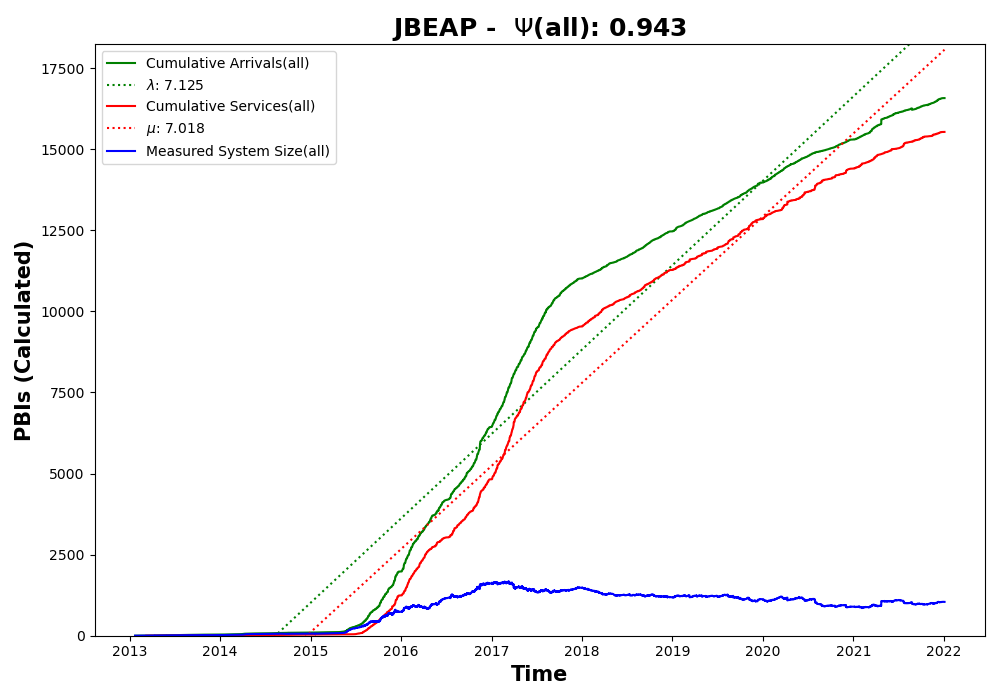 JBEAP - Ψ(all): 0.943
Cumulative Arrivals(all)
λ: 7.125
Cumulative Services(all)
μ: 7.018
Measured System Size(all)
PBIs (Calculated)
17500
15000
12500
10000
7500
5000
2500
0
2013 2014 2015 2016 2017 2018 2019 2020 2021 2022
Time